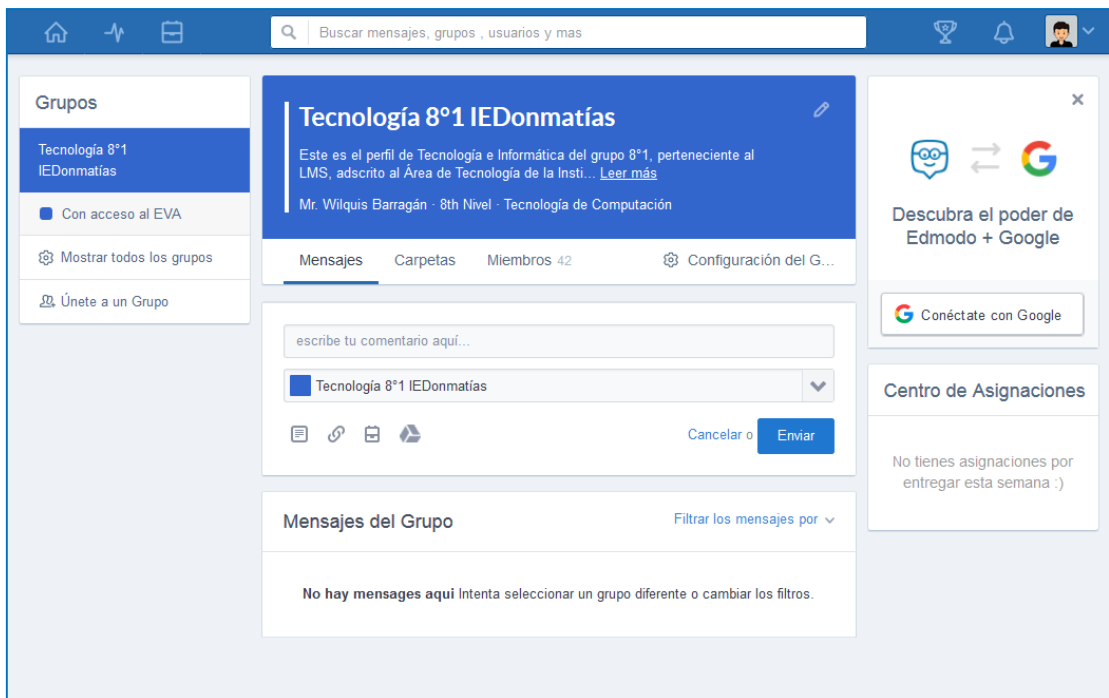 Buscar mensajes, grupos , usuarios y mas
Grupos
Tecnología 8°1
IEDonmatías
Con acceso al EVA
Mostrar todos los grupos
Únete a un Grupo
Tecnología 8°1 IEDonmatías
Este es el perfil de Tecnología e Informática del grupo 8°1, perteneciente al
LMS, adscrito al Área de Tecnología de la Insti... Leer más
Mr. Wilquis Barragán · 8th Nivel · Tecnología de Computación
Mensajes Carpetas Miembros 42 Configuración del G...
escribe tu comentario aquí...
Tecnología 8°1 IEDonmatías
Cancelar o Enviar
Mensajes del Grupo Filtrar los mensajes por
No hay mensages aqui Intenta seleccionar un grupo diferente o cambiar los filtros.
Descubra el poder de
Edmodo + Google
Conéctate con Google
Centro de Asignaciones
No tienes asignaciones por
entregar esta semana :)